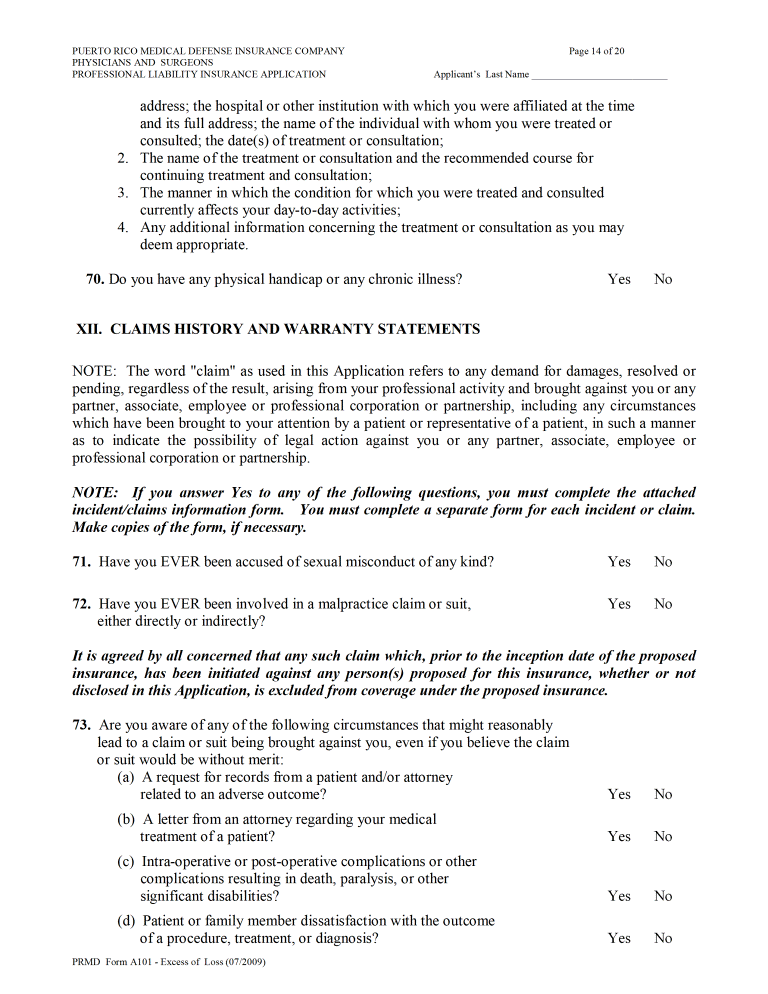 PUERTO RICO MEDICAL DEFENSE INSURANCE COMPANY Page 14 of 20
PHYSICIANS AND SURGEONS
PROFESSIONAL LIABILITY INSURANCE APPLICATION Applicant's Last Name ___________________________
address; the hospital or other institution with which you were affiliated at the time
and its full address; the name of the individual with whom you were treated or
consulted; the date(s) of treatment or consultation;
2. The name of the treatment or consultation and the recommended course for
continuing treatment and consultation;
3. The manner in which the condition for which you were treated and consulted
currently affects your day-to-day activities;
4. Any additional information concerning the treatment or consultation as you may
deem appropriate.
70. Do you have any physical handicap or any chronic illness? Yes No
XII. CLAIMS HISTORY AND WARRANTY STATEMENTS
NOTE: The word "claim" as used in this Application refers to any demand for damages, resolved or
pending, regardless of the result, arising from your professional activity and brought against you or any
partner, associate, employee or professional corporation or partnership, including any circumstances
which have been brought to your attention by a patient or representative of a patient, in such a manner
as to indicate the possibility of legal action against you or any partner, associate, employee or
professional corporation or partnership.
NOTE: If you answer Yes to any of the following questions, you must complete the attached
incident/claims information form. You must complete a separate form for each incident or claim.
Make copies of the form, if necessary.
71. Have you EVER been accused of sexual misconduct of any kind? Yes No
72. Have you EVER been involved in a malpractice claim or suit, Yes No
either directly or indirectly?
It is agreed by all concerned that any such claim which, prior to the inception date of the proposed
insurance, has been initiated against any person(s) proposed for this insurance, whether or not
disclosed in this Application, is excluded from coverage under the proposed insurance.
73. Are you aware of any of the following circumstances that might reasonably
lead to a claim or suit being brought against you, even if you believe the claim
or suit would be without merit:
(a) A request for records from a patient and/or attorney
related to an adverse outcome? Yes No
(b) A letter from an attorney regarding your medical
treatment of a patient? Yes No
(c) Intra-operative or post-operative complications or other
complications resulting in death, paralysis, or other
significant disabilities? Yes No
(d) Patient or family member dissatisfaction with the outcome
of a procedure, treatment, or diagnosis? Yes No
PRMD Form A101 - Excess of Loss (07/2009)